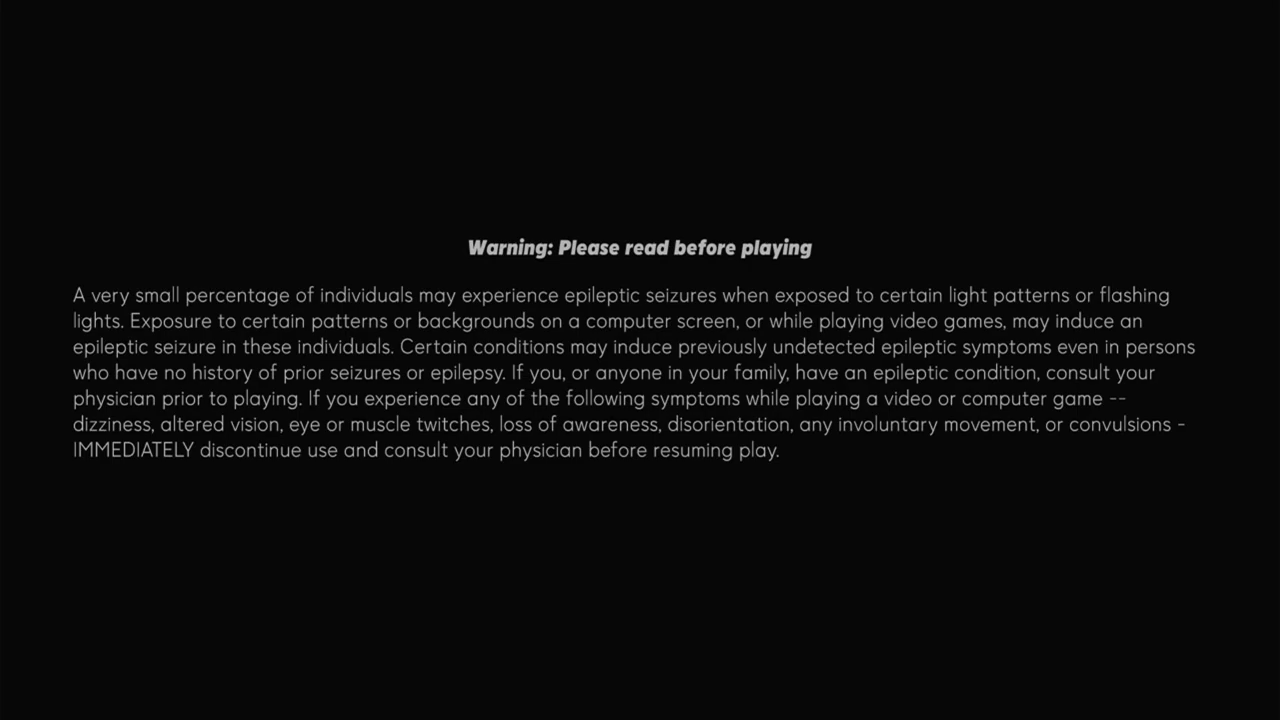 Warning: Please read before playing
A very small percentage of individuals may experience epileptic seizures when exposed to certain light patterns or flashing
lights. Exposure to certain patterns or backgrounds on a computer screen, or while playing video games, may induce an
epileptic seizure in these individuals. Certain conditions may induce previously undetected epileptic symptoms even in persons
who have no history of prior seizures or epilepsy. If you, or anyone in your family, have an epileptic condition, consult your
physician prior to playing. If you experience any of the following symptoms while playing a video or computer game --
dizziness, altered vision, eye or muscle twitches, loss of awareness, disorientation, any involuntary movement, or convulsions -
IMMEDIATELY discontinue use and consult your physician before resuming play.